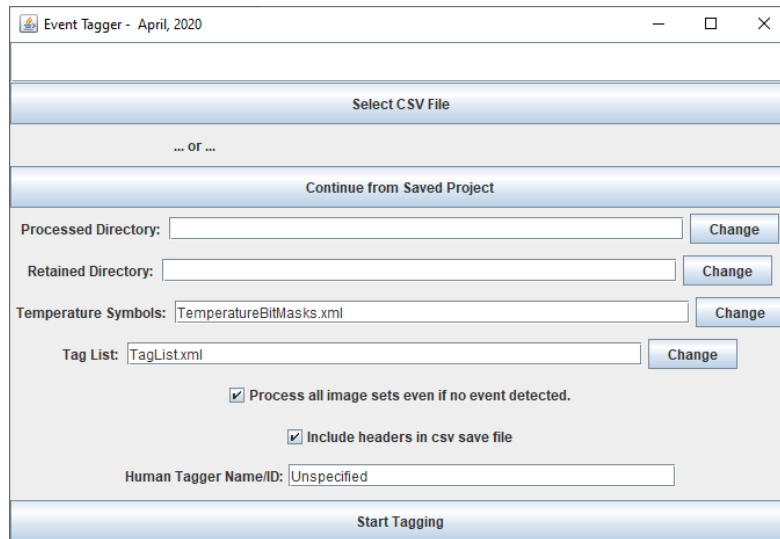 Event Tagger - April, 2020
Select CSV File
... or ...
Continue from Saved Project
Processed Directory: Change
Retained Directory: Change
Temperature Symbols: TemperatureBitMasks.xml Change
Tag List: TagList.xml Change
Process all image sets even if no event detected.
Include headers in csv save file
Human Tagger Name/ID: Unspecified
Start Tagging